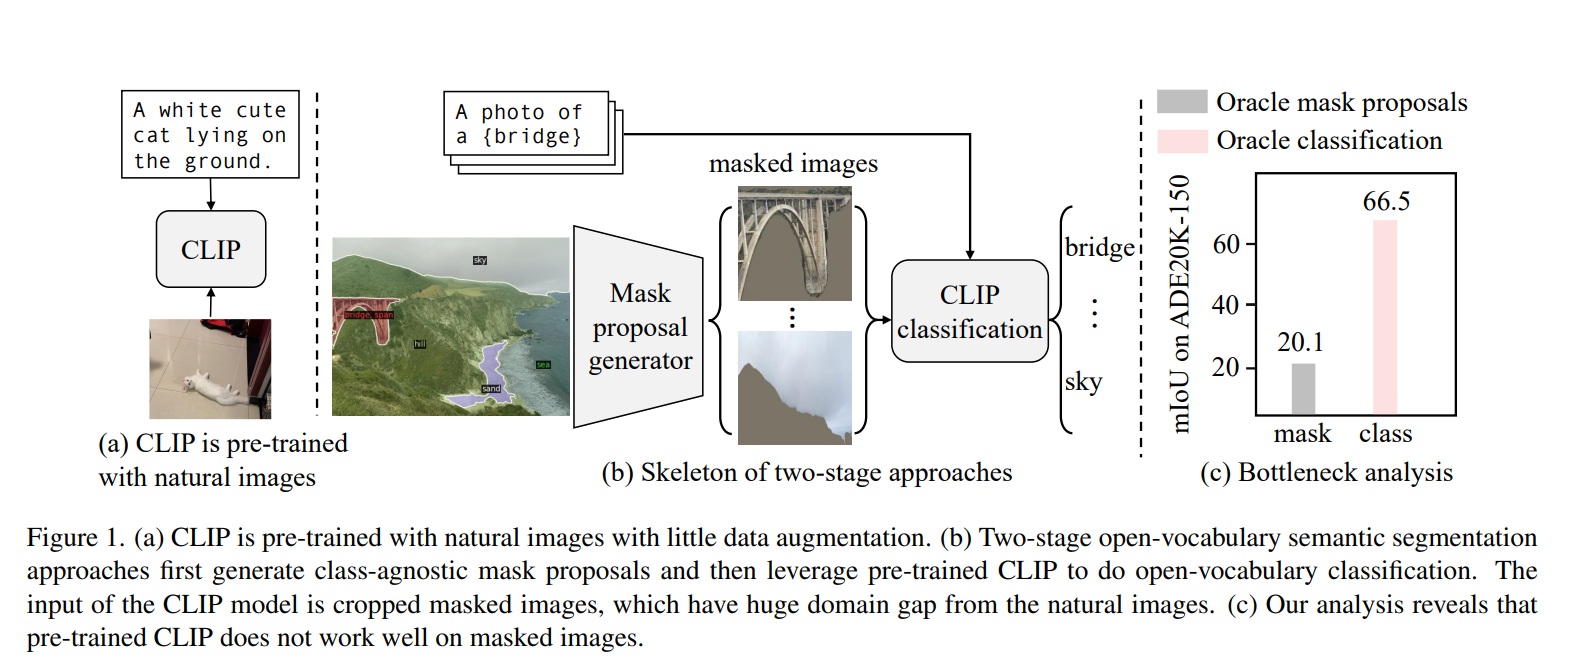 A white cute
cat lying on
the ground.
CLIP
(a) CLIP is pre-trained
with natural images
A photo of
a {bridge}
masked images
sky
bridge, span
hill
sea
sand
Mask
proposal
generator
CLIP
classification
bridge
sky
(b) Skeleton of two-stage approaches
Oracle mask proposals
Oracle classification
mIoU on ADE20K-150
66.5
60
40
20.1
20
mask class
(c) Bottleneck analysis
Figure 1. (a) CLIP is pre-trained with natural images with little data augmentation. (b) Two-stage open-vocabulary semantic segmentation
approaches first generate class-agnostic mask proposals and then leverage pre-trained CLIP to do open-vocabulary classification. The
input of the CLIP model is cropped masked images, which have huge domain gap from the natural images. (c) Our analysis reveals that
pre-trained CLIP does not work well on masked images.